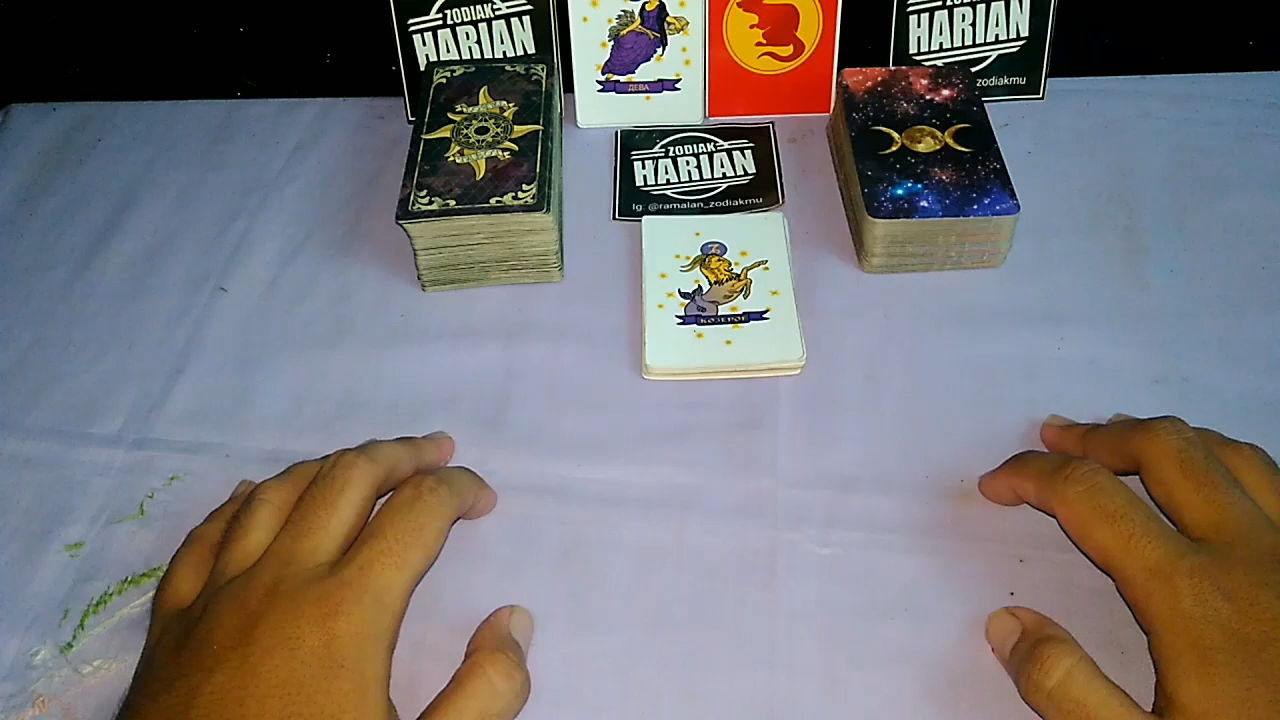 ZODIAK
HARIAN
ДЕВА
ZODIAK
HARIAN
zodiakmu
ZODIAK
HARIAN
Ig: @ramalan_zodiakmu
КОЗЕРОГ